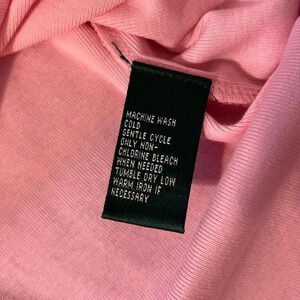 MACHINE WASH
COLD
GENTLE CYCLE
ONLY NON-
CHLORINE BLEACH
WHEN NEEDED
TUMBLE DRY LOW
WARM IRON IF
NECESSARY